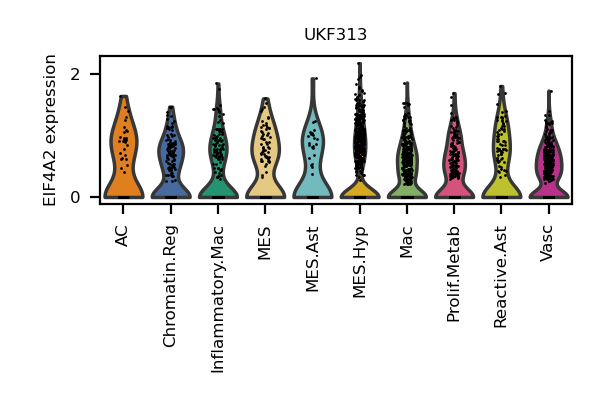 UKF313
EIF4A2 expression
2
0
AC
Chromatin.Reg
Inflammatory.Mac
MES
MES.Ast
MES.Hyp
Mac
Prolif.Metab
Reactive.Ast
Vasc